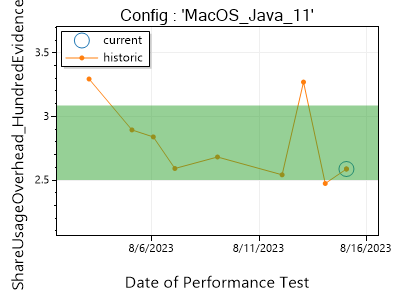 Config : 'MacOS_Java_11'
current
historic
ShareUsageOverhead_HundredEvidence
3.5
3
2.5
8/6/2023
8/11/2023
8/16/2023
Date of Performance Test